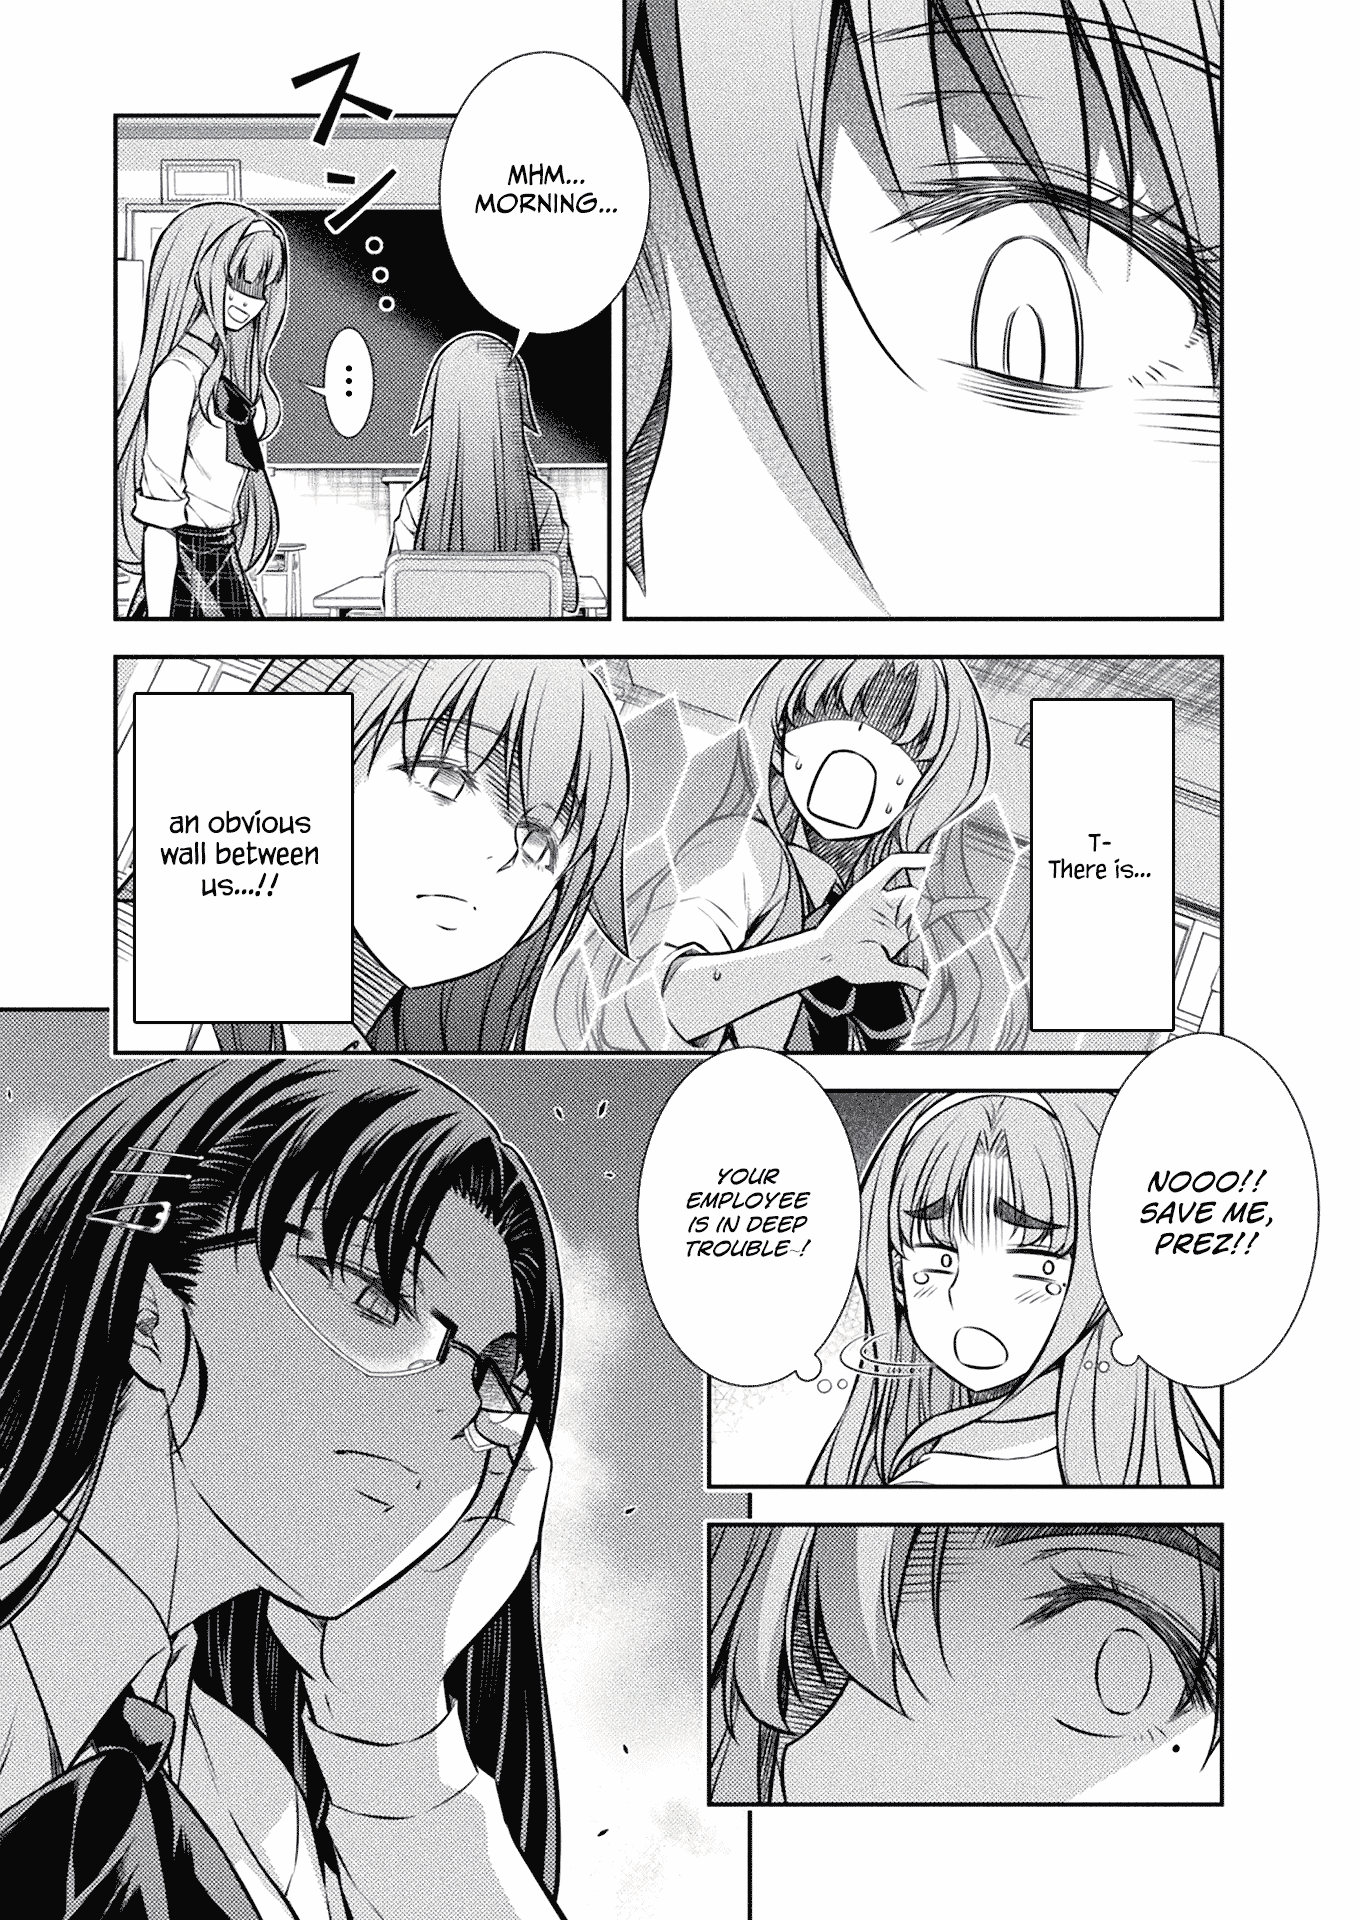 MHM...
MORNING...
ズーン...
...
T-
There is...
an obvious
wall between
us...!!
NOOO!!
SAVE ME,
PREZ!!
YOUR
EMPLOYEE
IS IN DEEP
TROUBLE~!